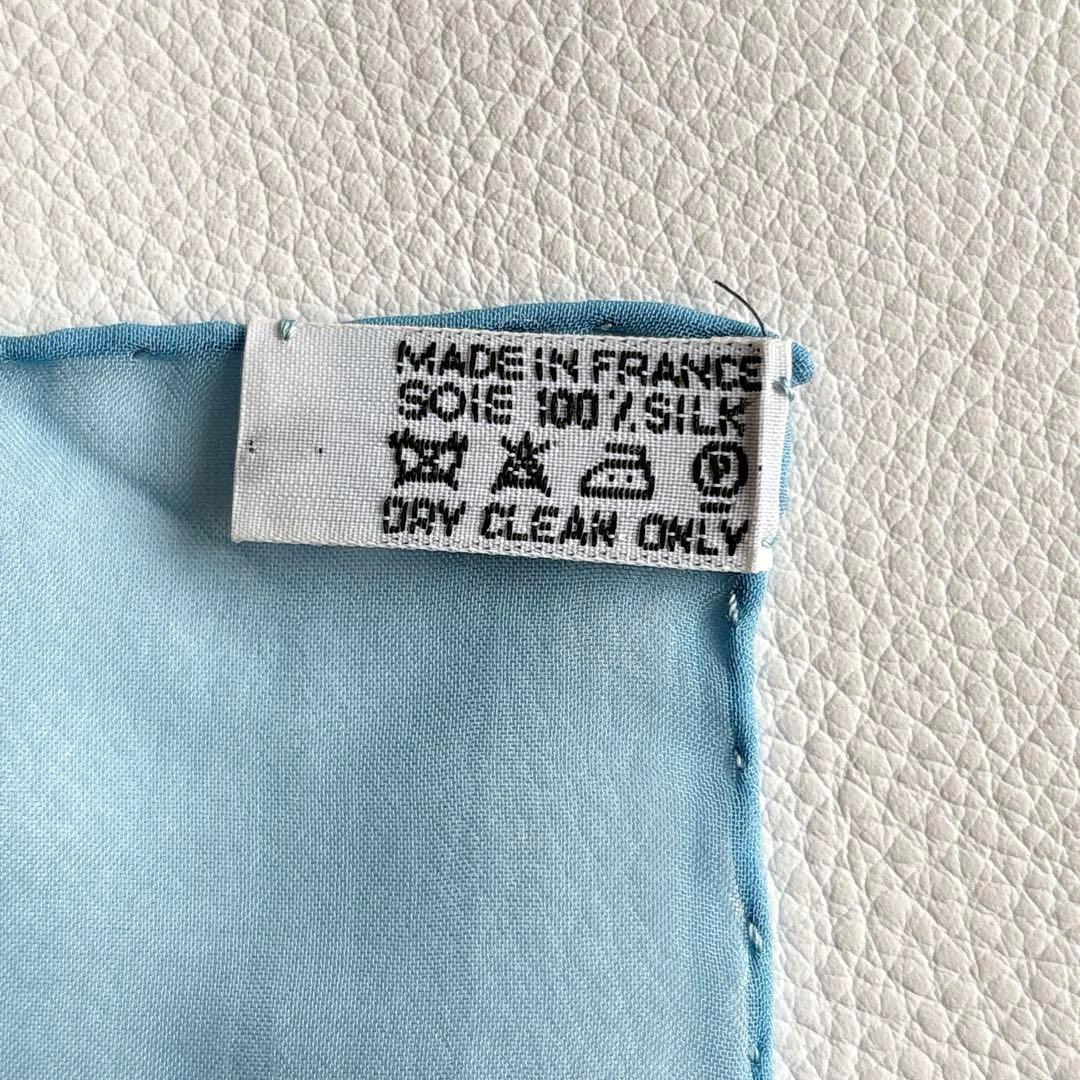 MADE IN FRANCE
SOIE 100% SILK
P
DRY CLEAN ONLY